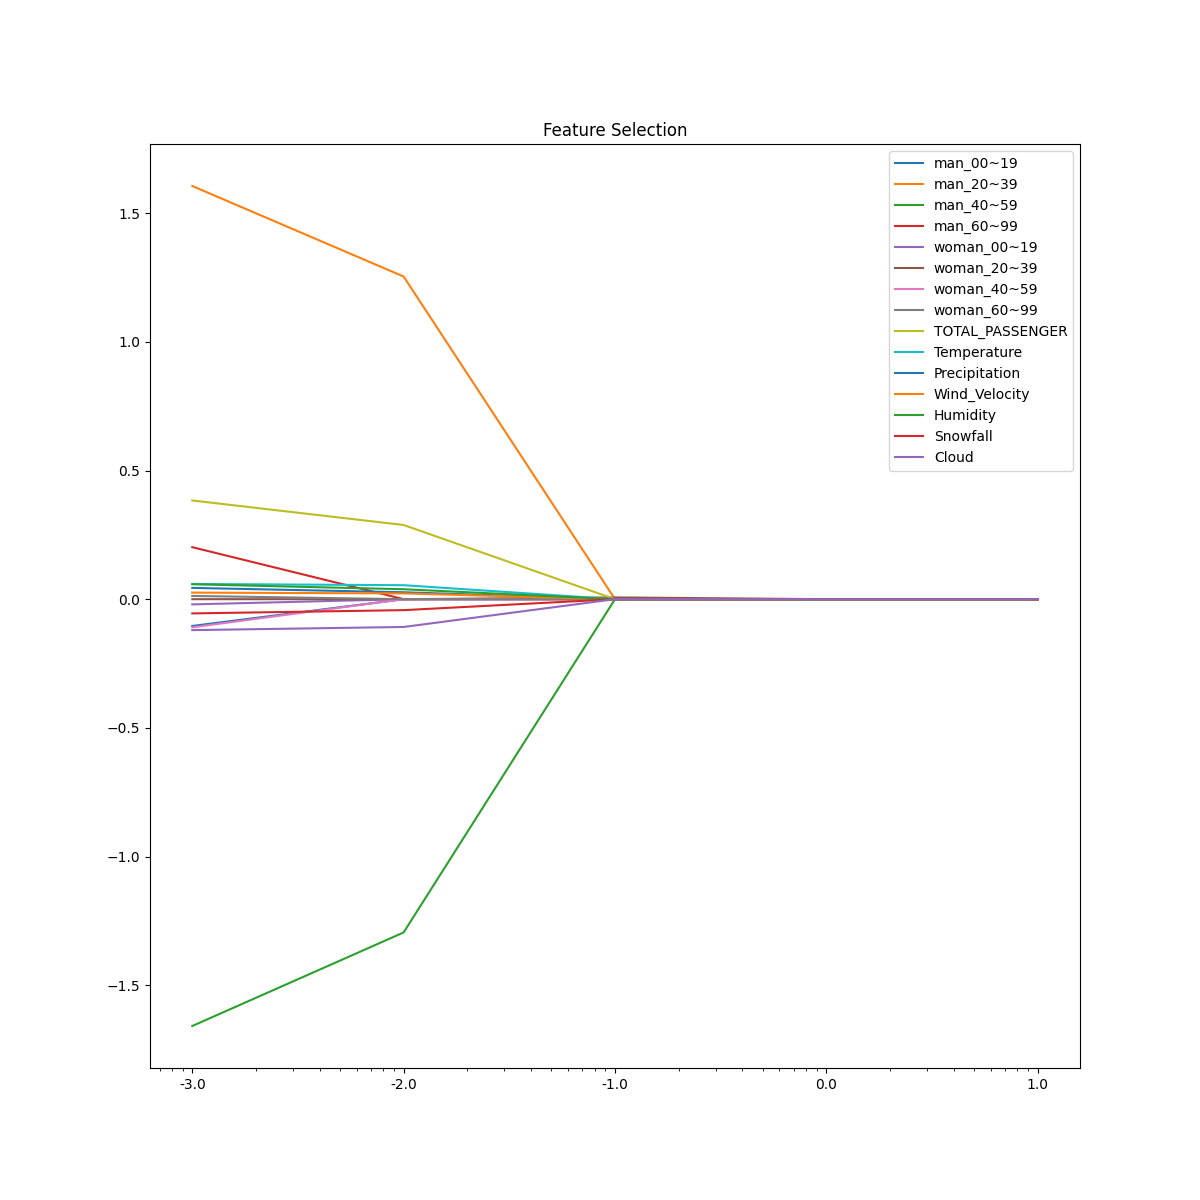 Feature Selection
man_00~19
man_20~39
man_40~59
man_60~99
woman_00~19
woman_20~39
woman_40~59
woman_60~99
TOTAL_PASSENGER
Temperature
Precipitation
Wind_Velocity
Humidity
Snowfall
Cloud
1.5
1.0
0.5
0.0
−0.5
−1.0
−1.5
-3.0 -2.0 -1.0 0.0 1.0